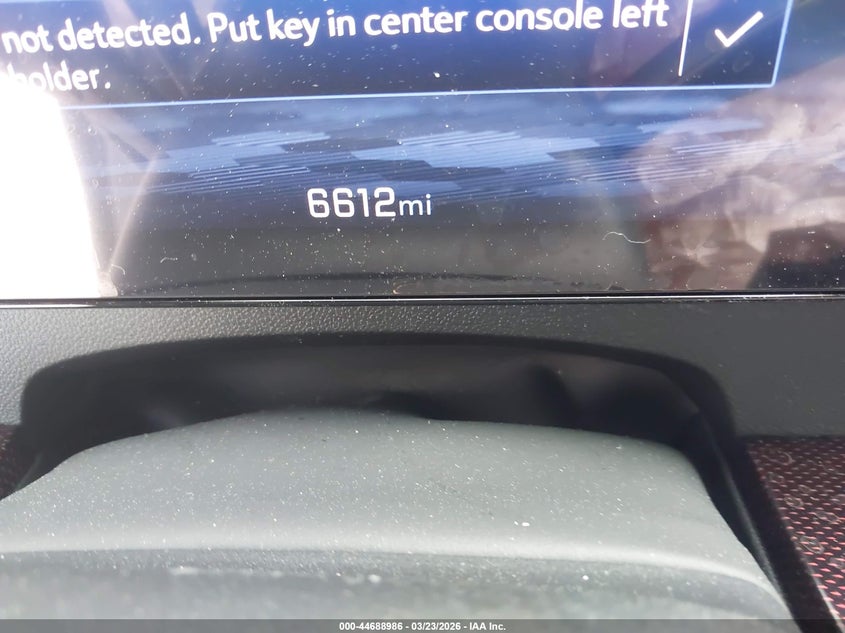 not detected. Put key in center console left
holder.
6612mi
000-44688986 - 03/23/2026 - IAA Inc.